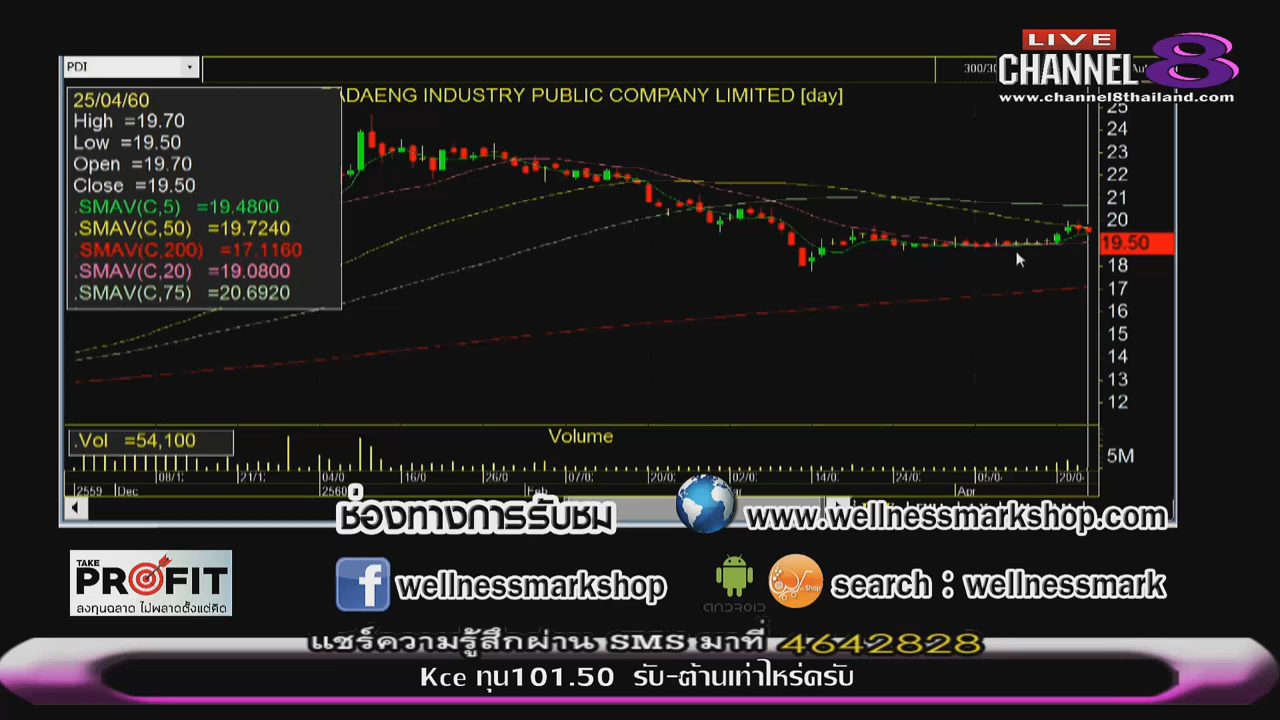 LIVE
CHANNEL 8
www.channel8thailand.com
PDI
25/04/60
High =19.70
Low =19.50
Open =19.70
Close =19.50
.SMAV(C,5) =19.4800
.SMAV(C,50) =19.7240
.SMAV(C,200) =17.1160
.SMAV(C,20) =19.0800
.SMAV(C,75) =20.6920
ADAENG INDUSTRY PUBLIC COMPANY LIMITED [day]
25
24
23
22
21
20
19.50
18
17
16
15
14
13
12
.Vol =54,100
Volume
5M
2559 Dec 2560 Feb Apr
ช่องทางการรับชม
www.wellnessmarkshop.com
TAKE PROFIT
ลงทุนฉลาด ไม่พลาดตั้งแต่คิด
wellnessmarkshop
search : wellnessmark
แชร์ความรู้สึกผ่าน SMS มาที่ 4642828
Kce ทุน101.50 รับ-ต้านเท่าไหร่ครับ